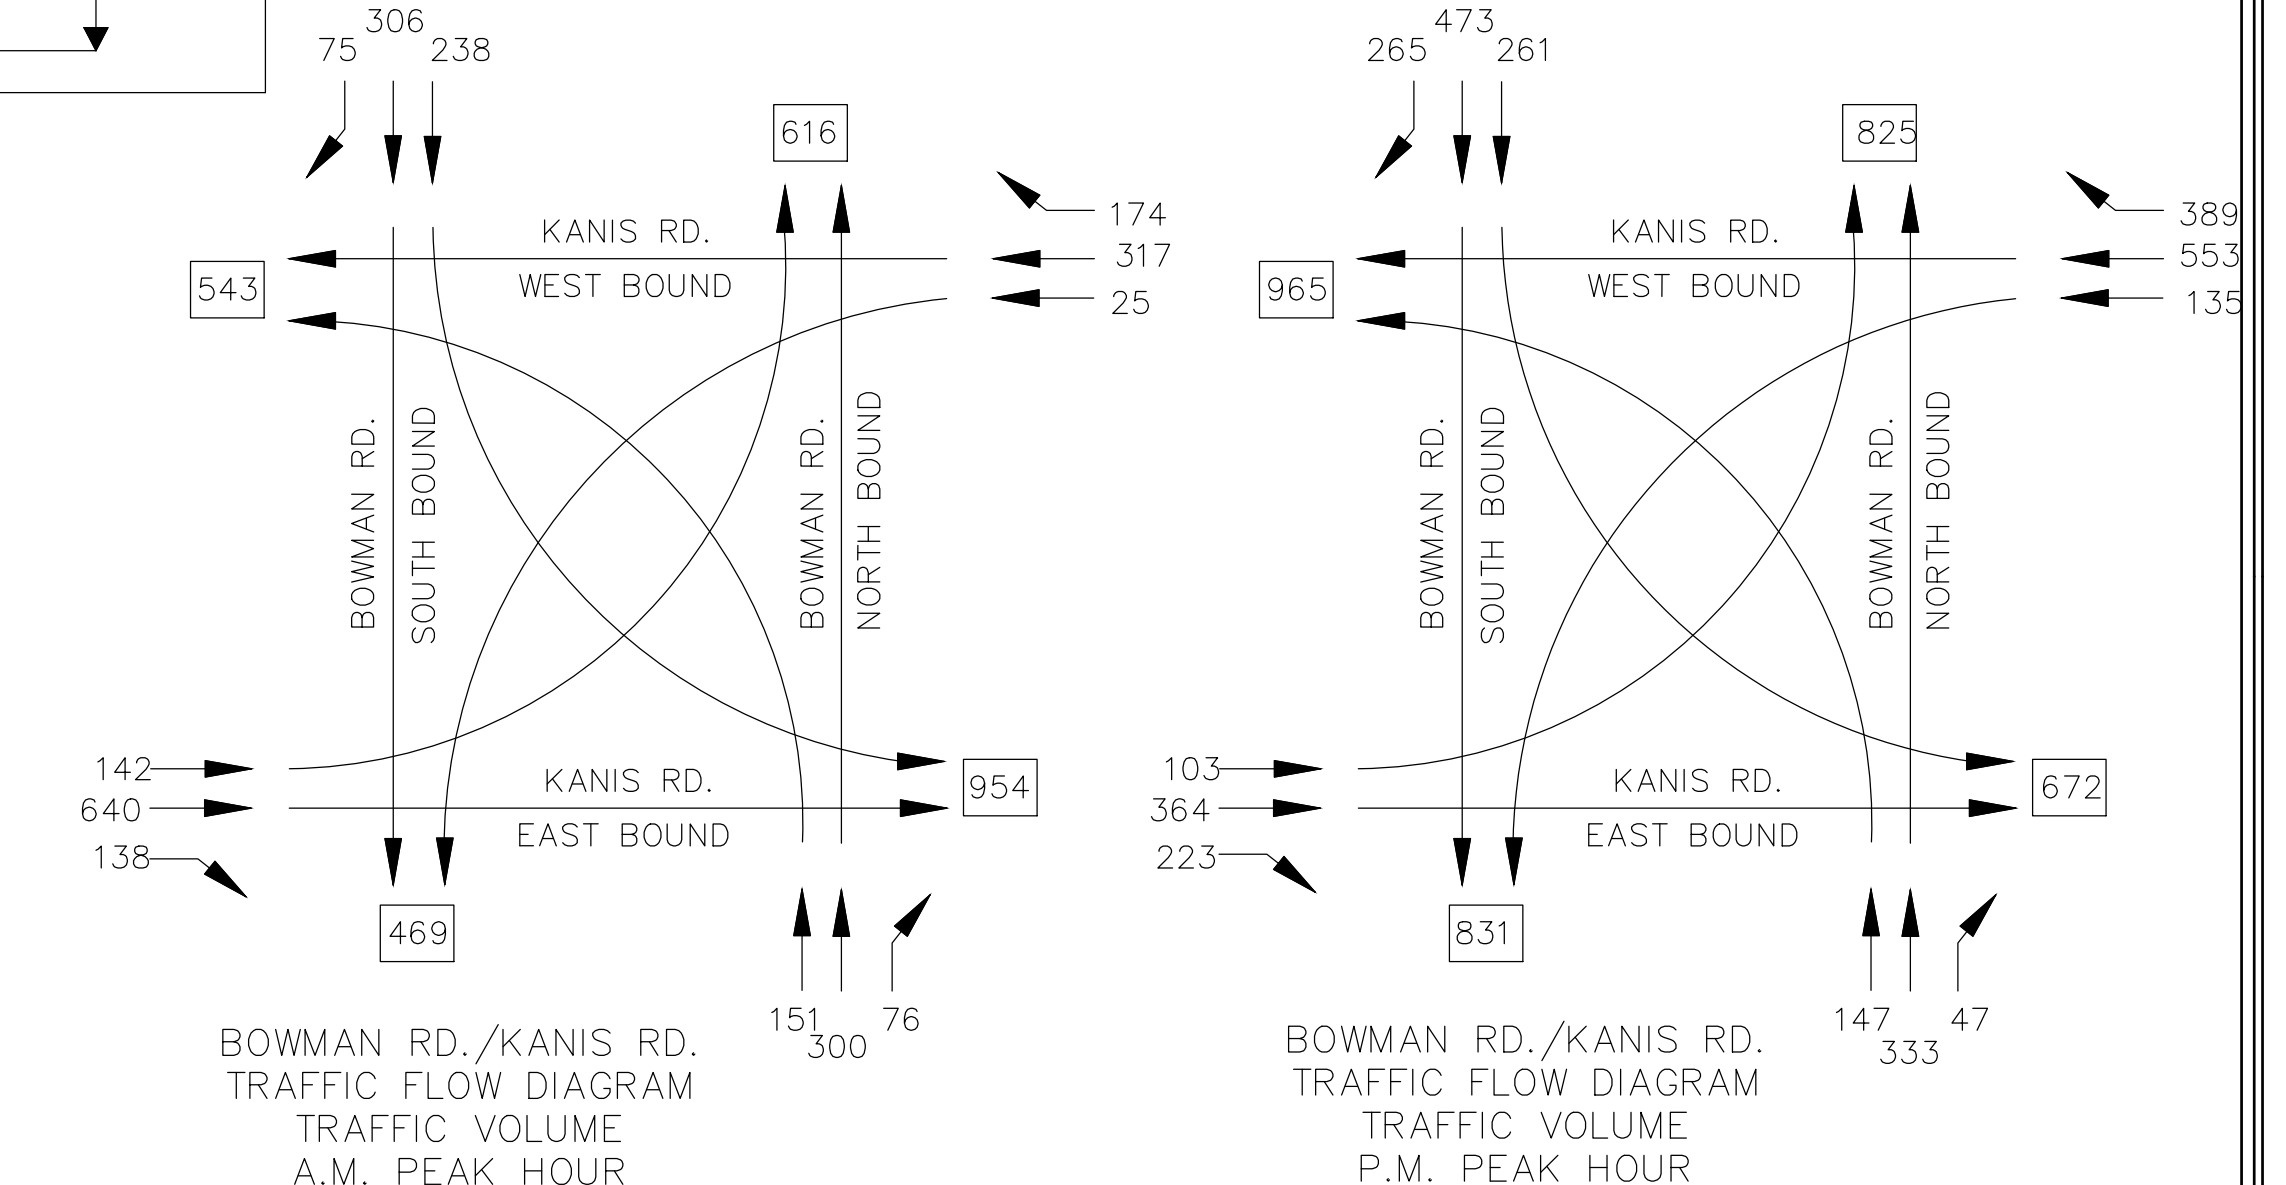 306
75
238
616
174
KANIS RD.
317
WEST BOUND
543
25
BOWMAN RD.
SOUTH BOUND
BOWMAN RD.
NORTH BOUND
142
KANIS RD.
954
640
EAST BOUND
138
469
151
76
300
BOWMAN RD./KANIS RD.
TRAFFIC FLOW DIAGRAM
TRAFFIC VOLUME
A.M. PEAK HOUR
473
265
261
825
389
KANIS RD.
553
WEST BOUND
965
135
BOWMAN RD.
SOUTH BOUND
BOWMAN RD.
NORTH BOUND
103
KANIS RD.
672
364
EAST BOUND
223
831
147
47
333
BOWMAN RD./KANIS RD.
TRAFFIC FLOW DIAGRAM
TRAFFIC VOLUME
P.M. PEAK HOUR